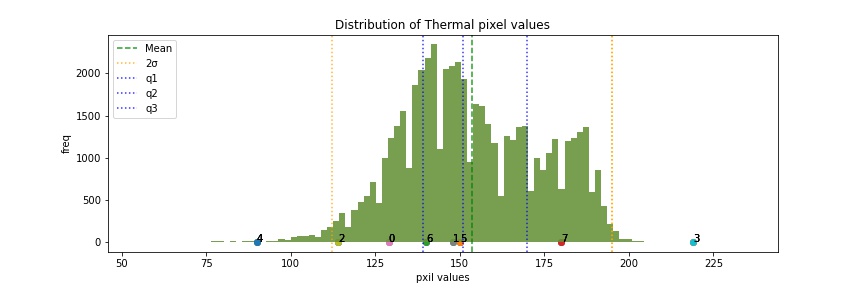 Distribution of Thermal pixel values
Mean
2σ
q1
q2
q3
freq
2000
1500
1000
500
0
4 2 0 6 1 5 7 3
50 75 100 125 150 175 200 225
pxil values